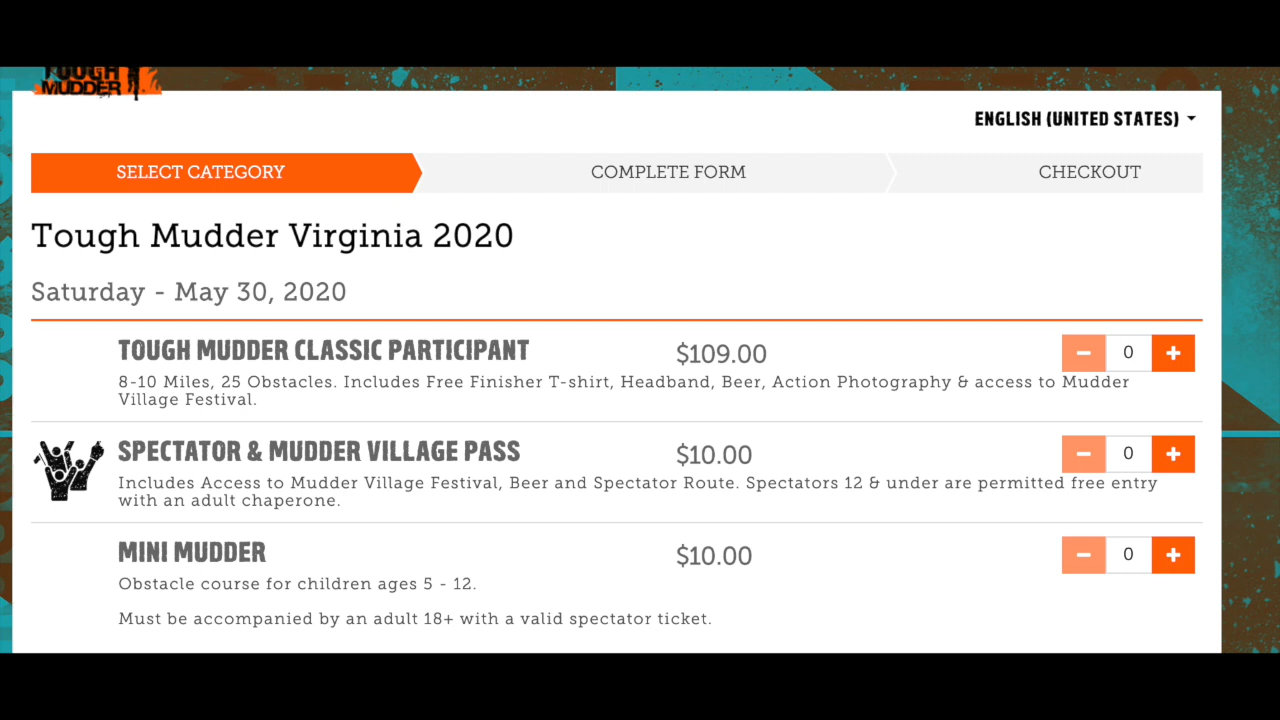 TOUGH
MUDDER
ENGLISH (UNITED STATES)
SELECT CATEGORY
COMPLETE FORM
CHECKOUT
Tough Mudder Virginia 2020
Saturday - May 30, 2020
TOUGH MUDDER CLASSIC PARTICIPANT
$109.00
0
8-10 Miles, 25 Obstacles. Includes Free Finisher T-shirt, Headband, Beer, Action Photography & access to Mudder
Village Festival.
SPECTATOR & MUDDER VILLAGE PASS
$10.00
0
Includes Access to Mudder Village Festival, Beer and Spectator Route. Spectators 12 & under are permitted free entry
with an adult chaperone.
MINI MUDDER
$10.00
0
Obstacle course for children ages 5 - 12.
Must be accompanied by an adult 18+ with a valid spectator ticket.